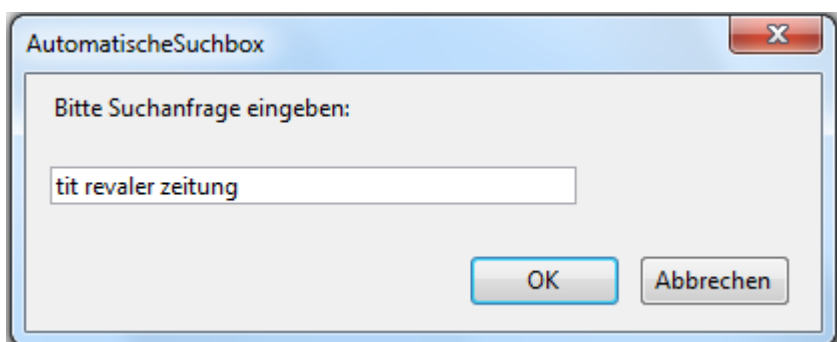 AutomatischeSuchbox
Bitte Suchanfrage eingeben:
tit revaler zeitung
OK Abbrechen